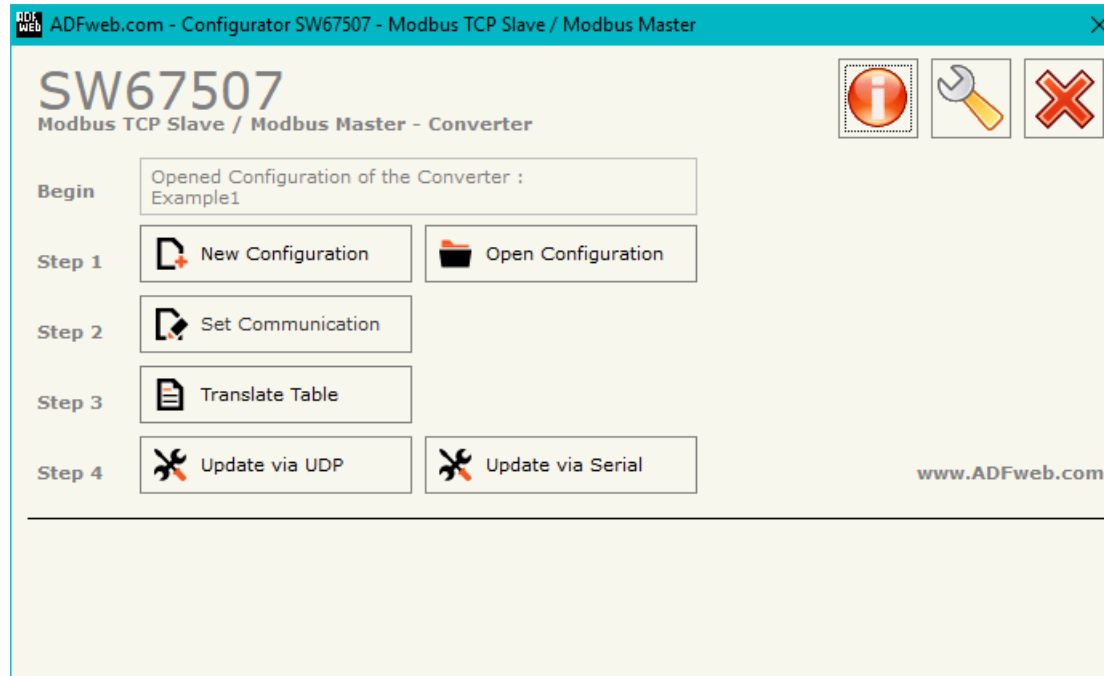 ADF WEB ADFweb.com - Configurator SW67507 - Modbus TCP Slave / Modbus Master
SW67507
Modbus TCP Slave / Modbus Master - Converter
Begin
Opened Configuration of the Converter :
Example1
Step 1
New Configuration
Open Configuration
Step 2
Set Communication
Step 3
Translate Table
Step 4
Update via UDP
Update via Serial
www.ADFweb.com